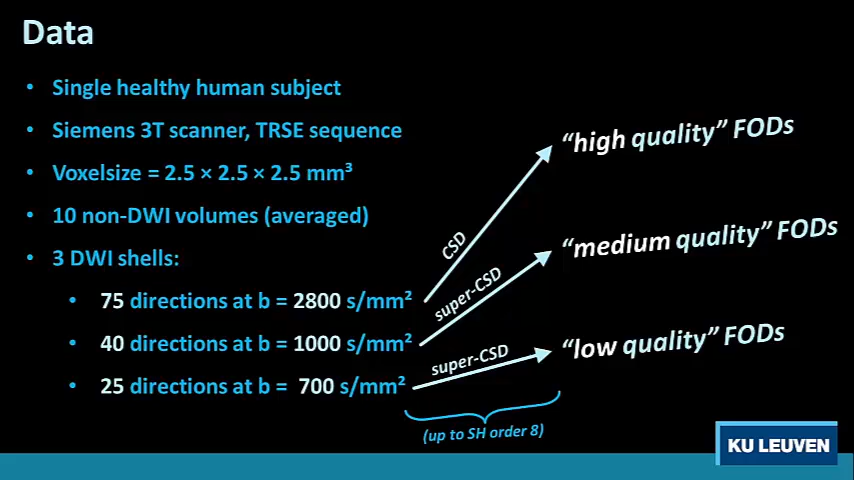 Data
• Single healthy human subject
• Siemens 3T scanner, TRSE sequence
• Voxelsize = 2.5 × 2.5 × 2.5 mm³
• 10 non-DWI volumes (averaged)
• 3 DWI shells:
• 75 directions at b = 2800 s/mm²
• 40 directions at b = 1000 s/mm²
• 25 directions at b = 700 s/mm²
CSD
super-CSD
super-CSD
“high quality” FODs
“medium quality” FODs
“low quality” FODs
(up to SH order 8)
KU LEUVEN